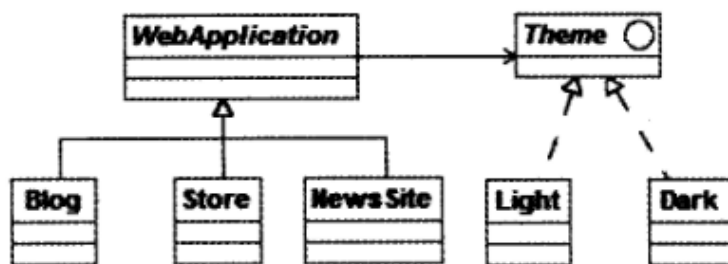 WebApplication
Theme
Blog
Store
NewsSite
Light
Dark